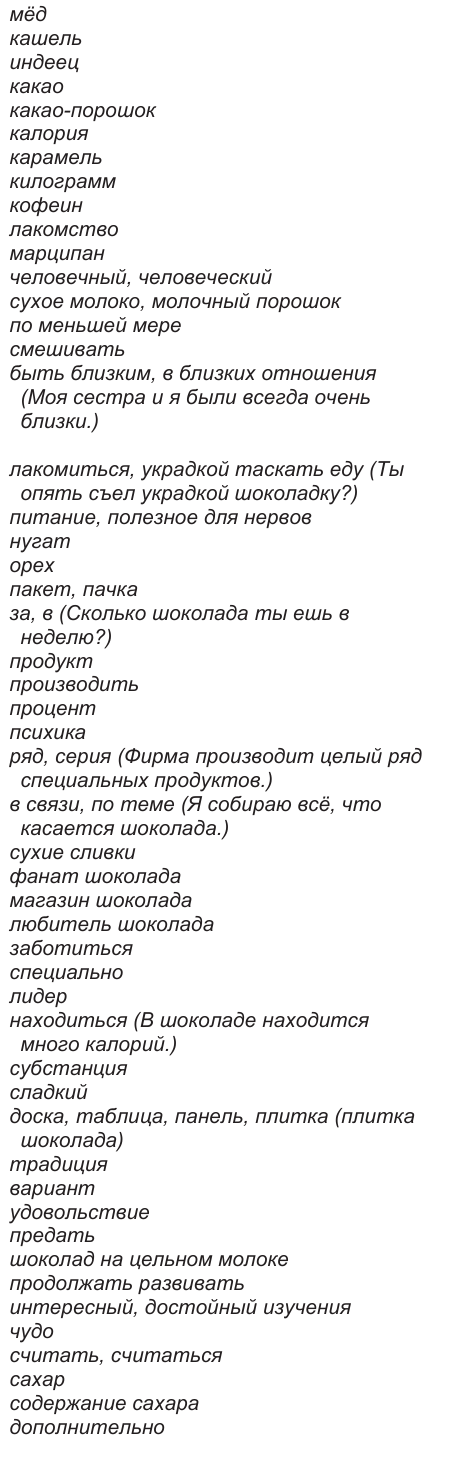 мёд
кашель
индеец
какао
какао-порошок
калория
карамель
килограмм
кофеин
лакомство
марципан
человечный, человеческий
сухое молоко, молочный порошок
по меньшей мере
смешивать
быть близким, в близких отношения
(Моя сестра и я были всегда очень
близки.)
лакомиться, украдкой таскать еду (Ты
опять съел украдкой шоколадку?)
питание, полезное для нервов
нугат
орех
пакет, пачка
за, в (Сколько шоколада ты ешь в
неделю?)
продукт
производить
процент
психика
ряд, серия (Фирма производит целый ряд
специальных продуктов.)
в связи, по теме (Я собираю всё, что
касается шоколада.)
сухие сливки
фанат шоколада
магазин шоколада
любитель шоколада
заботиться
специально
лидер
находиться (В шоколаде находится
много калорий.)
субстанция
сладкий
доска, таблица, панель, плитка (плитка
шоколада)
традиция
вариант
удовольствие
предать
шоколад на цельном молоке
продолжать развивать
интересный, достойный изучения
чудо
считать, считаться
сахар
содержание сахара
дополнительно